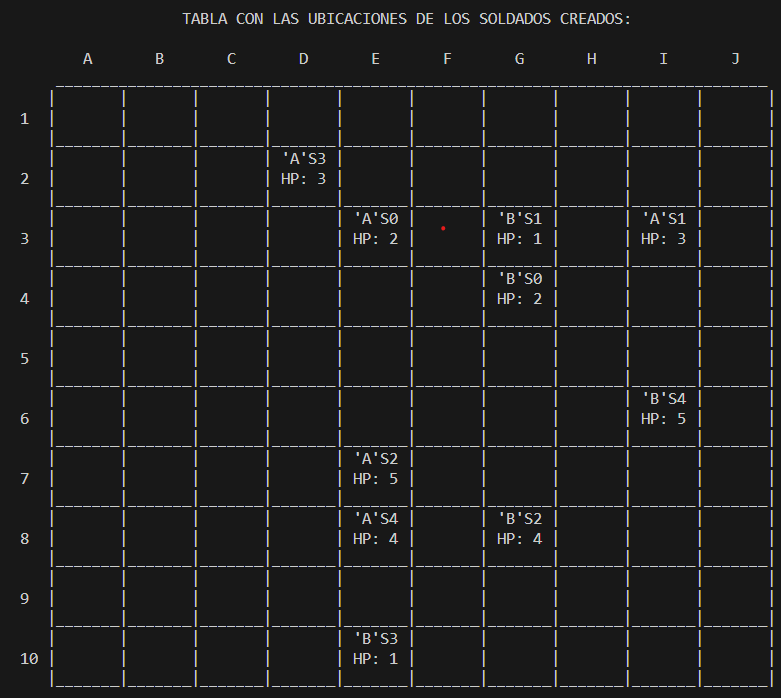 TABLA CON LAS UBICACIONES DE LOS SOLDADOS CREADOS:
A B C D E F G H I J
1
'A'S3
2 HP: 3
'A'S0 'B'S1 'A'S1
3 HP: 2 HP: 1 HP: 3
'B'S0
4 HP: 2
5
'B'S4
6 HP: 5
'A'S2
7 HP: 5
'A'S4 'B'S2
8 HP: 4 HP: 4
9
'B'S3
10 HP: 1